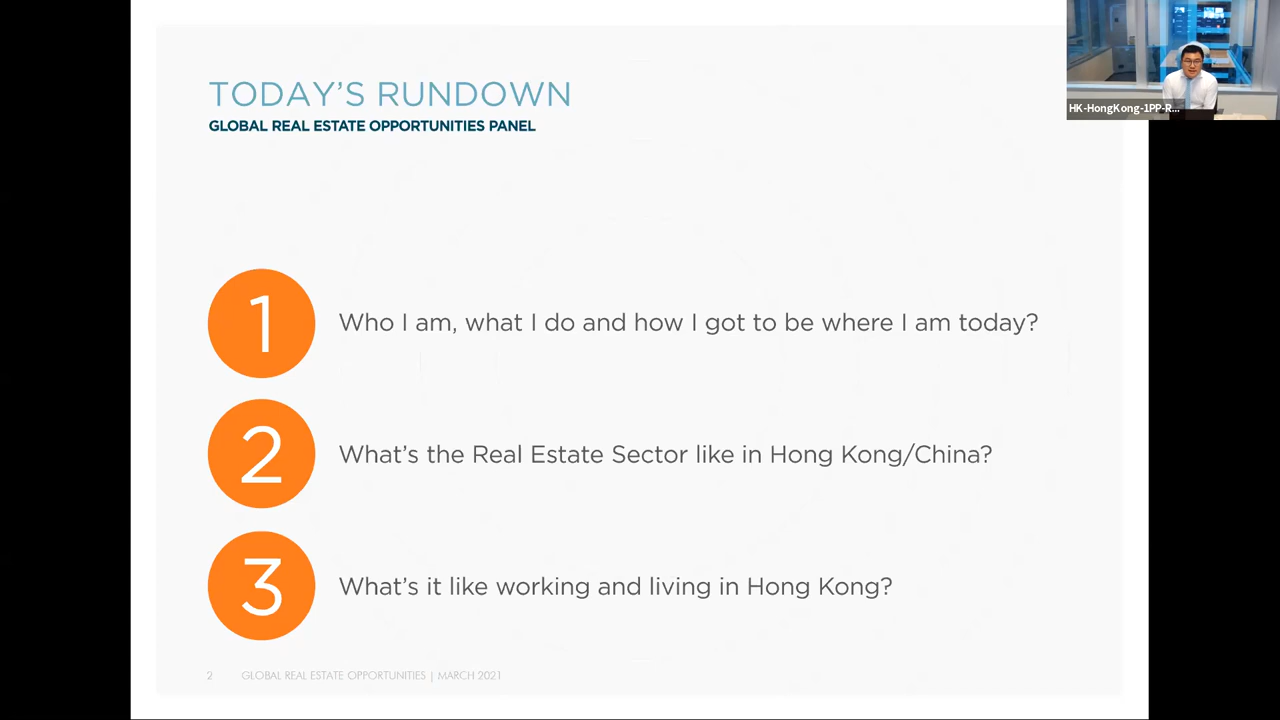 TODAY'S RUNDOWN
GLOBAL REAL ESTATE OPPORTUNITIES PANEL
HK-HongKong-1PP-R...
1 Who I am, what I do and how I got to be where I am today?
2 What's the Real Estate Sector like in Hong Kong/China?
3 What's it like working and living in Hong Kong?
2 GLOBAL REAL ESTATE OPPORTUNITIES | MARCH 2021